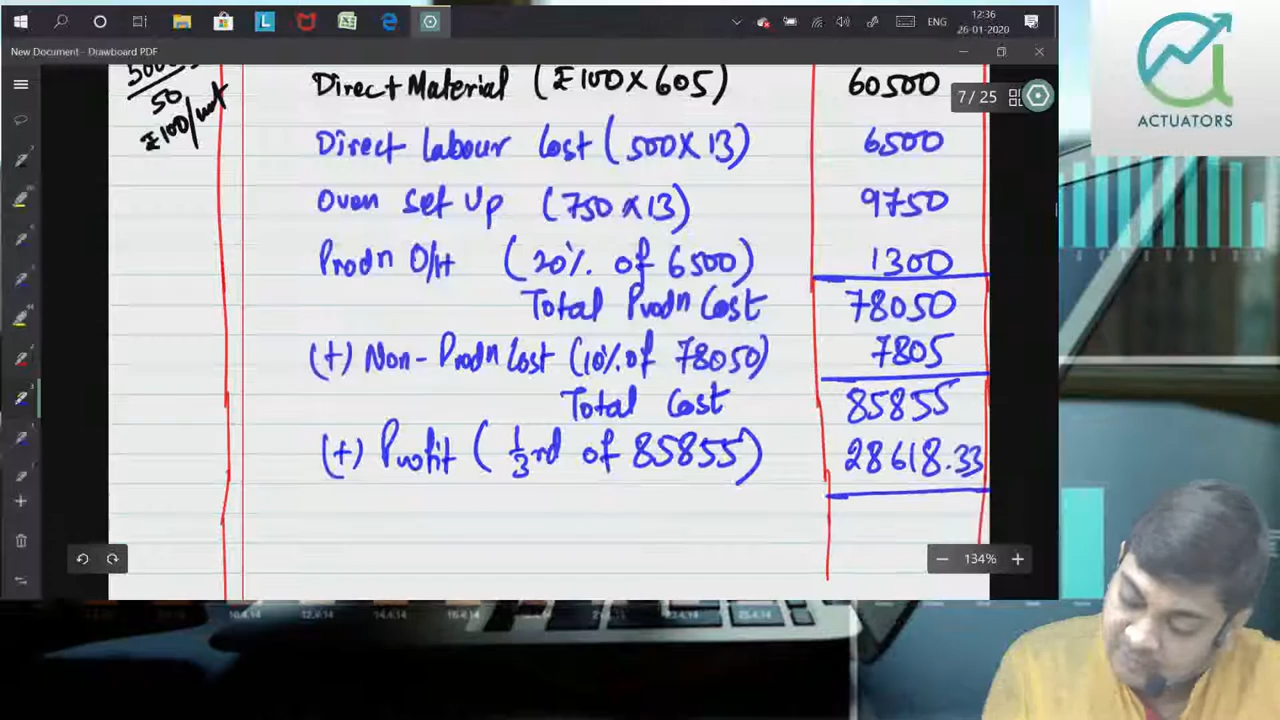 12:36
ENG
26-01-2020
New Document - Drawboard PDF
50
₹100/unit
Direct Material (₹100 X 605) 60500
7 / 25
ACTUATORS
Direct Labour Cost (500 X 13) 6500
Oven Set Up (750 X 13) 9750
Prodn O/H (20% of 6500) 1300
Total Prodn Cost 78050
(+) Non-Prodn Cost (10% of 78050) 7805
Total Cost 85855
(+) Profit (1/3rd of 85855) 28618.33
134%